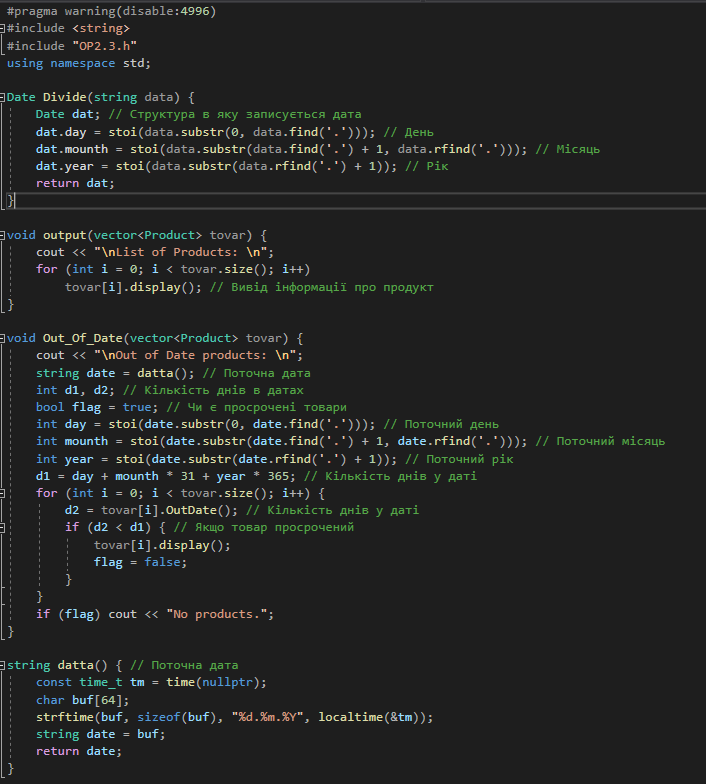 #pragma warning(disable:4996)
#include <string>
#include "OP2.3.h"
using namespace std;
Date Divide(string data) {
Date dat; // Структура в яку записується дата
dat.day = stoi(data.substr(0, data.find('.'))); // День
dat.mounth = stoi(data.substr(data.find('.') + 1, data.rfind('.'))); // Місяць
dat.year = stoi(data.substr(data.rfind('.') + 1)); // Рік
return dat;
}
void output(vector<Product> tovar) {
cout << "\nList of Products: \n";
for (int i = 0; i < tovar.size(); i++)
tovar[i].display(); // Вивід інформації про продукт
}
void Out_Of_Date(vector<Product> tovar) {
cout << "\nOut of Date products: \n";
string date = datta(); // Поточна дата
int d1, d2; // Кількість днів в датах
bool flag = true; // Чи є просрочені товари
int day = stoi(date.substr(0, date.find('.'))); // Поточний день
int mounth = stoi(date.substr(date.find('.') + 1, date.rfind('.'))); // Поточний місяць
int year = stoi(date.substr(date.rfind('.') + 1)); // Поточний рік
d1 = day + mounth * 31 + year * 365; // Кількість днів у даті
for (int i = 0; i < tovar.size(); i++) {
d2 = tovar[i].OutDate(); // Кількість днів у даті
if (d2 < d1) { // Якщо товар просрочений
tovar[i].display();
flag = false;
}
}
if (flag) cout << "No products.";
}
string datta() { // Поточна дата
const time_t tm = time(nullptr);
char buf[64];
strftime(buf, sizeof(buf), "%d.%m.%Y", localtime(&tm));
string date = buf;
return date;
}